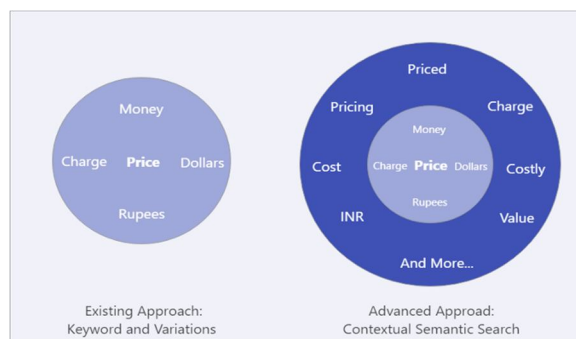 Money
Charge Price Dollars
Rupees
Existing Approach:
Keyword and Variations
Priced
Pricing
Charge
Money
Cost
Charge Price Dollars
Costly
Rupees
INR
Value
And More...
Advanced Approad:
Contextual Semantic Search